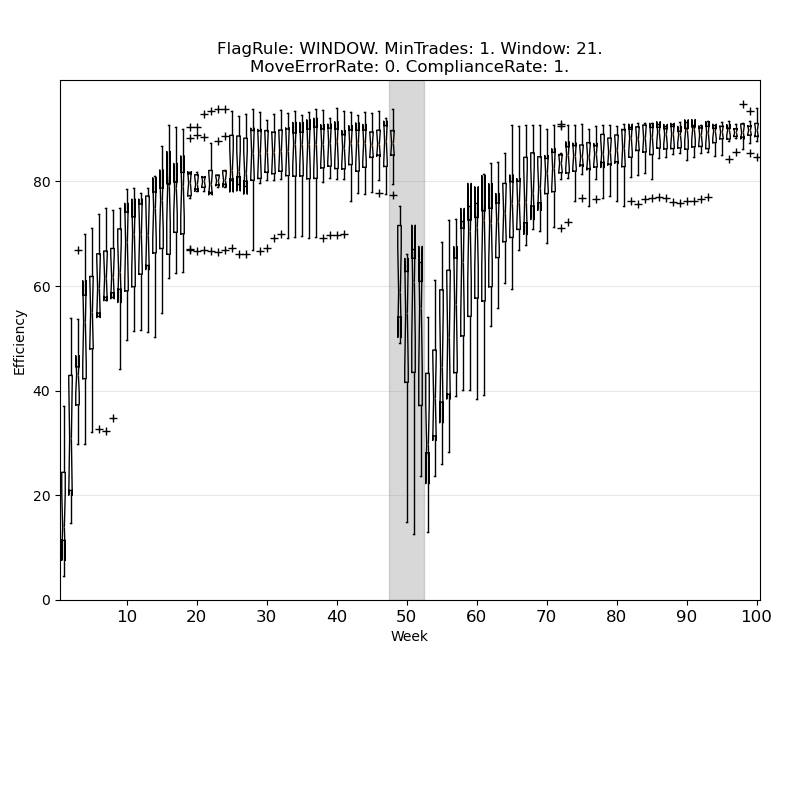 FlagRule: WINDOW. MinTrades: 1. Window: 21.
MoveErrorRate: 0. ComplianceRate: 1.
80
60
40
20
0
Efficiency
10 20 30 40 50 60 70 80 90 100
Week